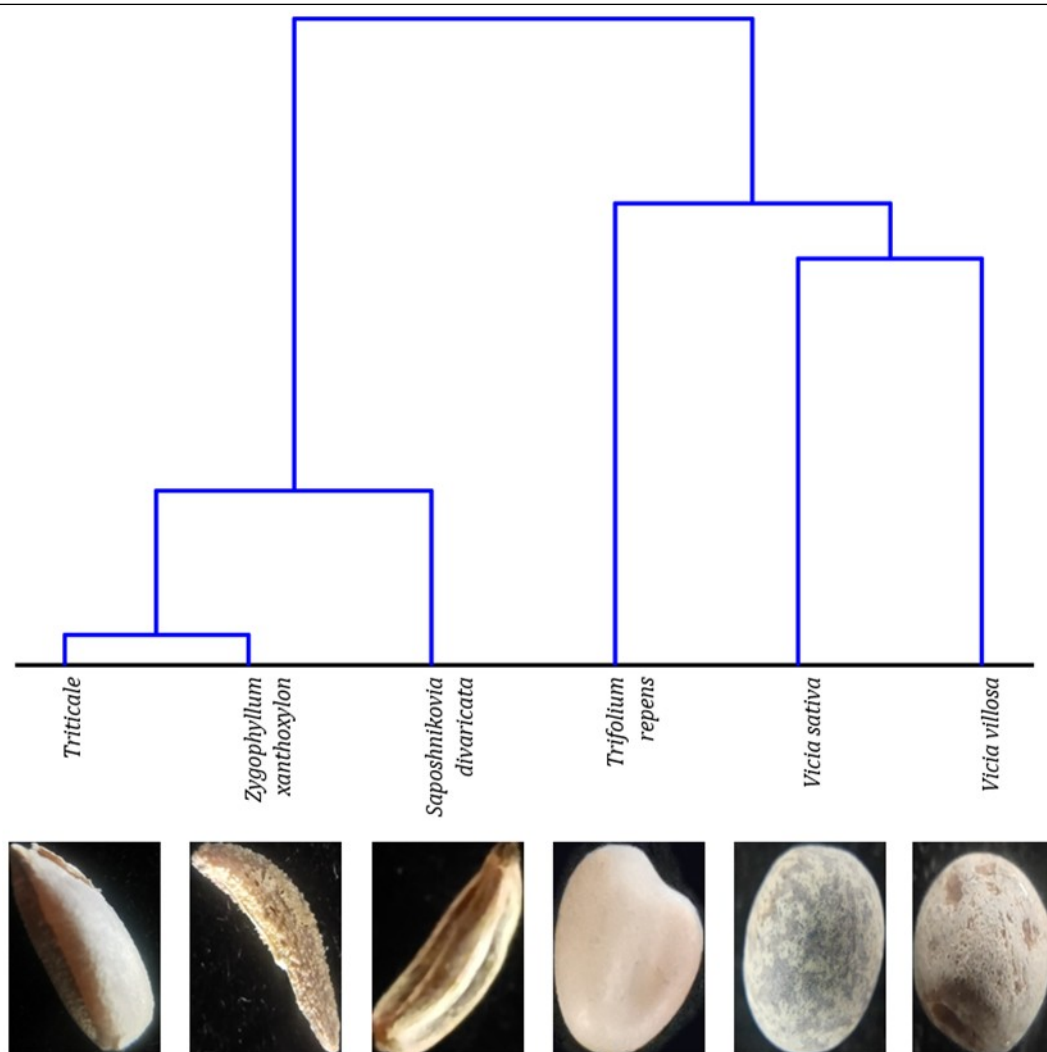 Triticale
Zygophyllum
xanthoxylon
Saposhnikovia
divaricata
Trifolium
repens
Vicia sativa
Vicia villosa